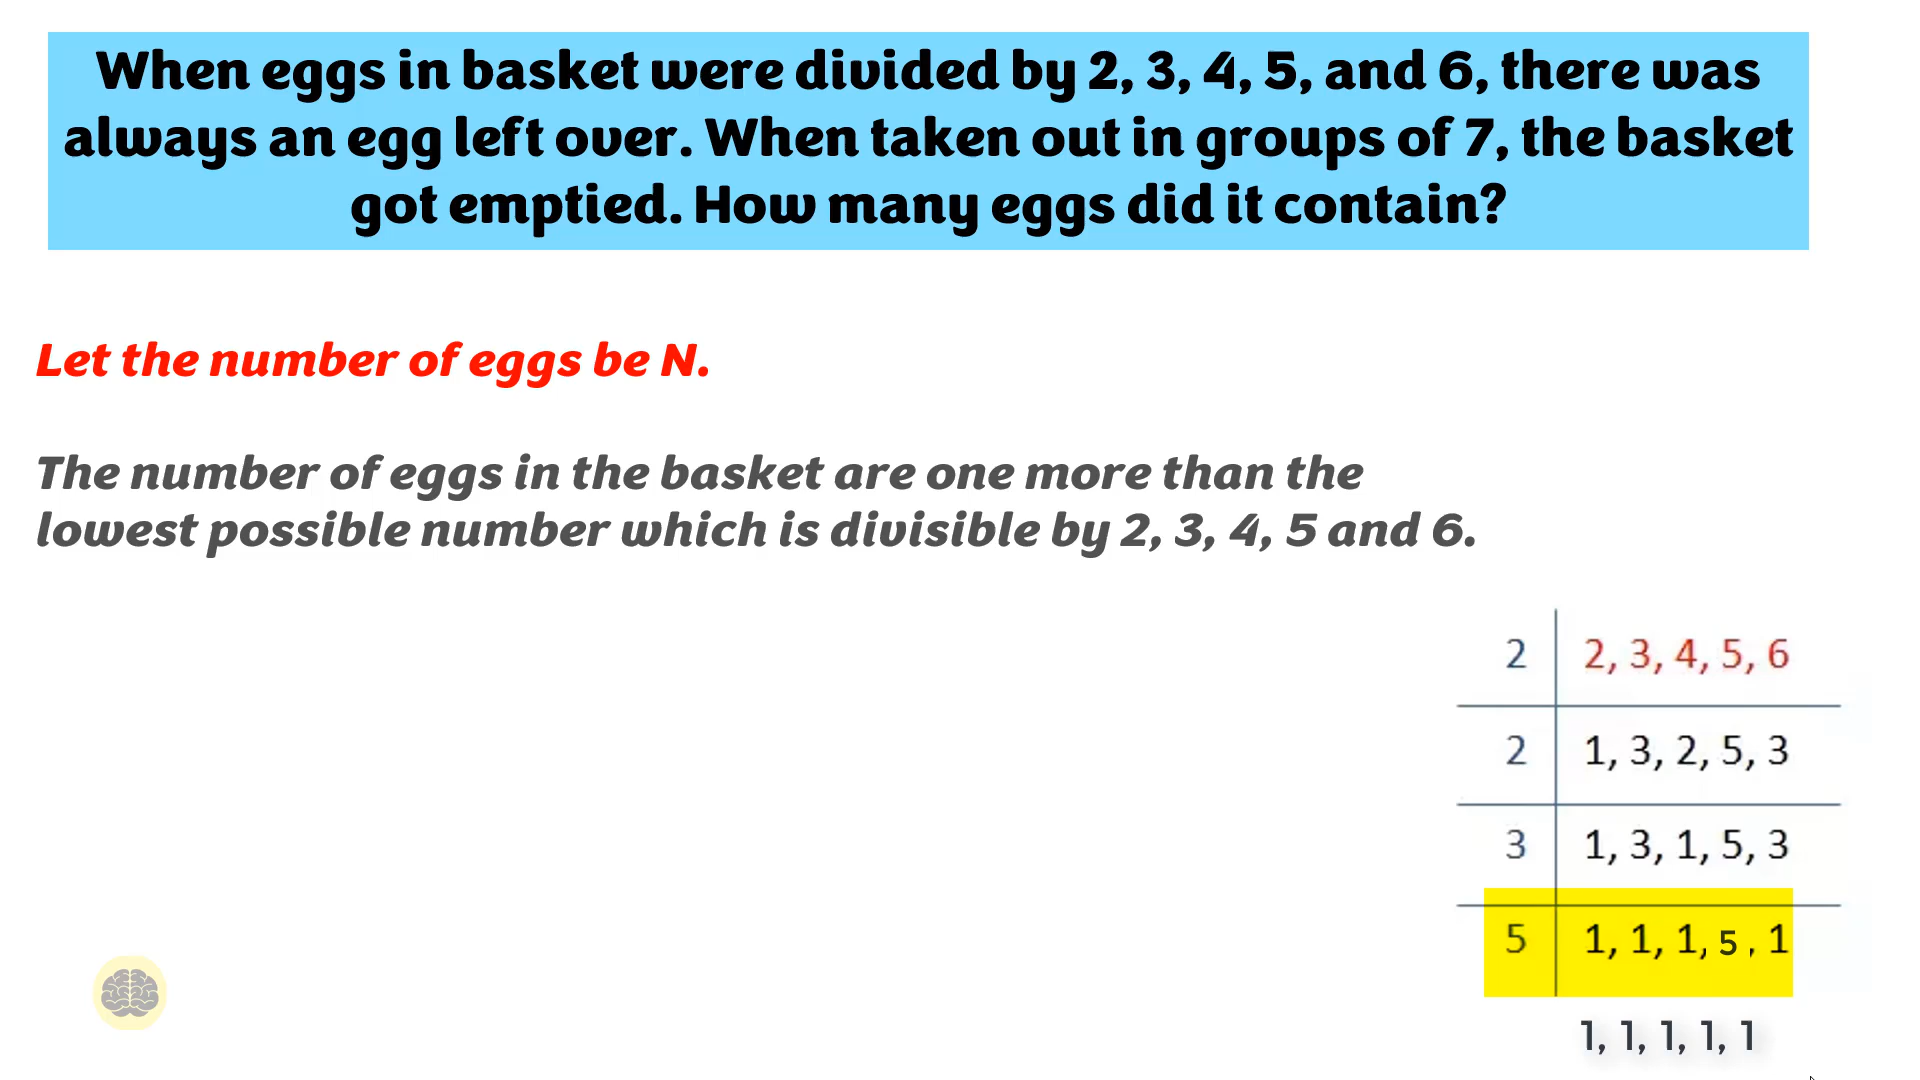 When eggs in basket were divided by 2, 3, 4, 5, and 6, there was
always an egg left over. When taken out in groups of 7, the basket
got emptied. How many eggs did it contain?
Let the number of eggs be N.
The number of eggs in the basket are one more than the
lowest possible number which is divisible by 2, 3, 4, 5 and 6.
2 2, 3, 4, 5, 6
2 1, 3, 2, 5, 3
3 1, 3, 1, 5, 3
5 1, 1, 1, 5 , 1
1, 1, 1, 1, 1